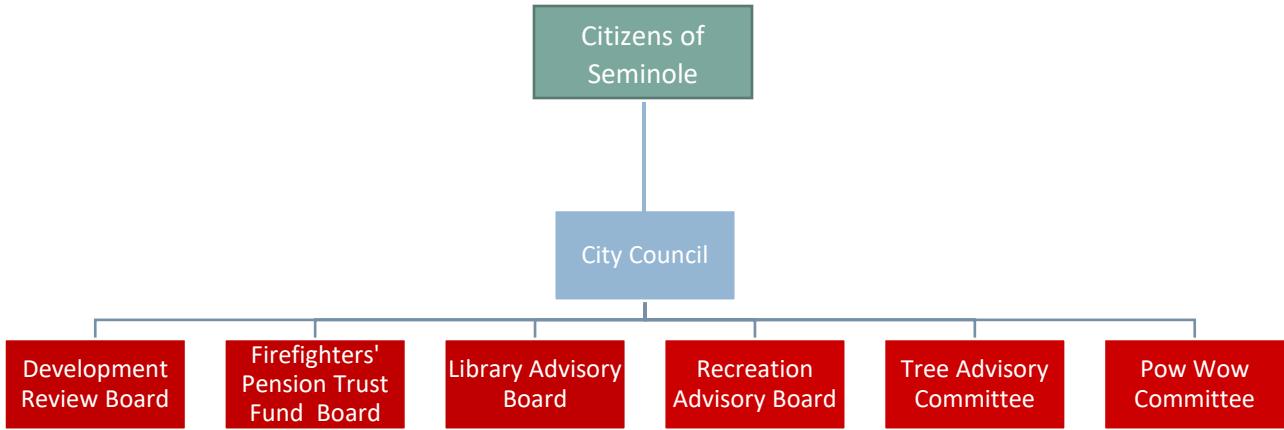 Citizens of
Seminole
City Council
Development
Review Board
Firefighters'
Pension Trust
Fund  Board
Library Advisory
Board
Recreation
Advisory Board
Tree Advisory
Committee
Pow Wow
Committee